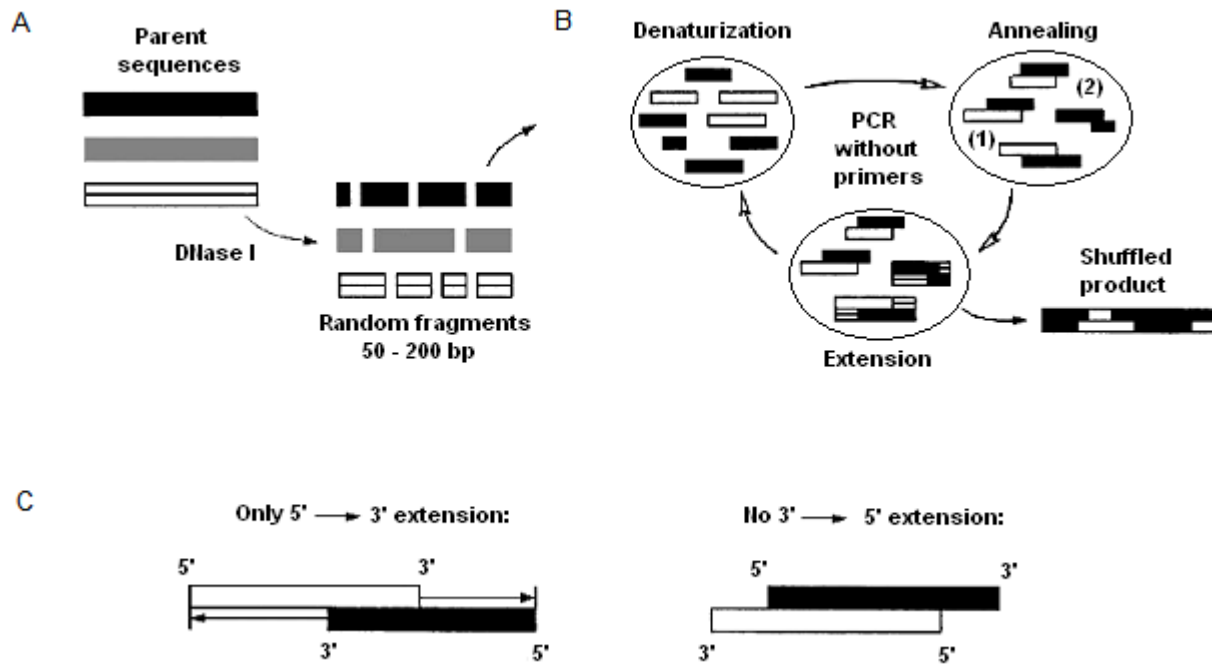 A
Parent
sequences
DNase I
Random fragments
50 - 200 bp
B
Denaturization
Annealing
(2)
(1)
PCR
without
primers
Extension
Shuffled
product
C
Only 5' → 3' extension:
5' 3'
3' 5'
No 3' → 5' extension:
5' 3'
3' 5'